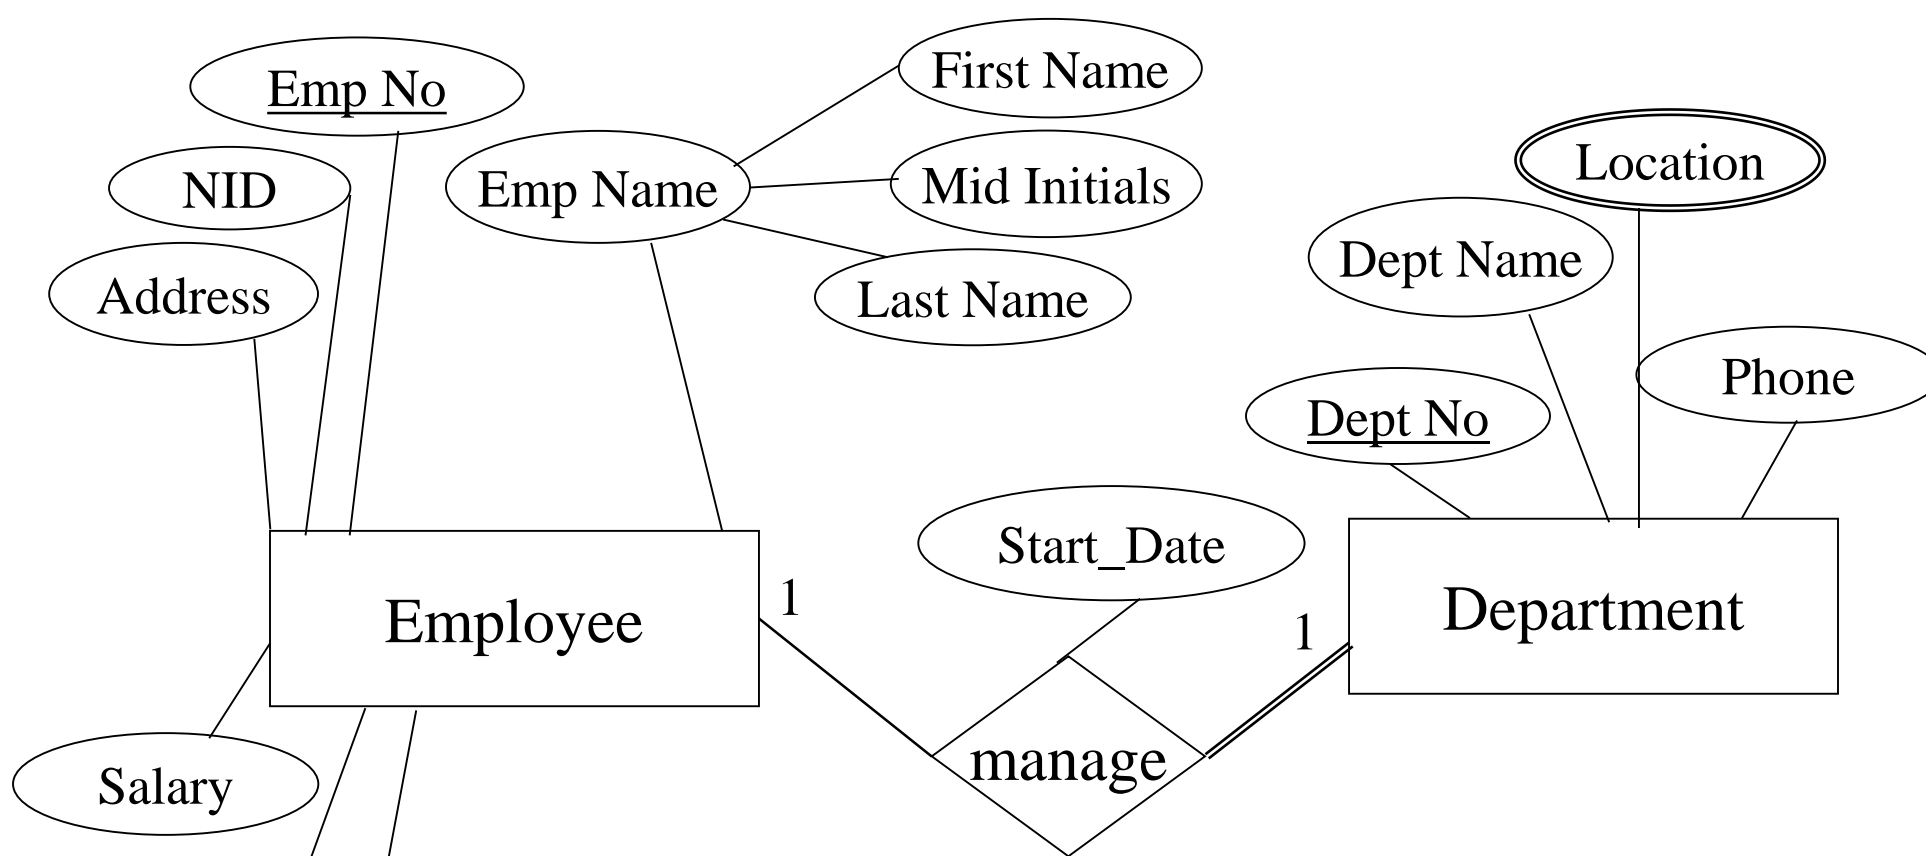 First Name
Emp No
Location
NID
Emp Name
Mid Initials
Dept Name
Address
Last Name
Phone
Dept No
Start_Date
1
Employee
1
Department
manage
Salary